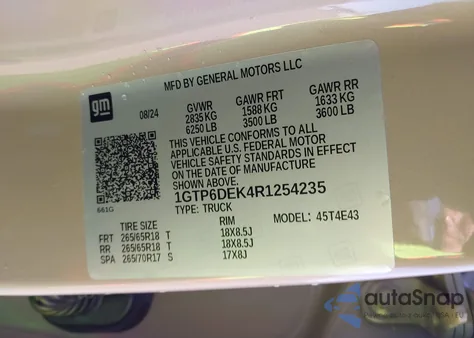 MFD BY GENERAL MOTORS LLC
gm
08/24
GVWR GAWR FRT GAWR RR
2835 KG 1588 KG 1633 KG
6250 LB 3500 LB 3600 LB
THIS VEHICLE CONFORMS TO ALL
APPLICABLE U.S. FEDERAL MOTOR
VEHICLE SAFETY STANDARDS IN EFFECT
ON THE DATE OF MANUFACTURE
SHOWN ABOVE.
661G
1GTP6DEK4R1254235
TYPE: TRUCK MODEL: 45T4E43
TIRE SIZE RIM
FRT 265/65R18 T 18X8.5J
RR 265/65R18 T 18X8.5J
SPA 265/70R17 S 17X8J
autaSnap